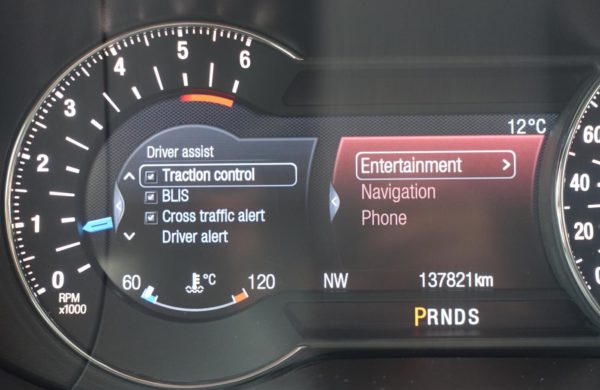 6
5
4
3
2
1
0
RPM
x1000
Driver assist
Traction control
BLIS
Cross traffic alert
Driver alert
60
°C
120
12°C
Entertainment >
Navigation
Phone
NW
137821km
PRNDS
60
40
20
0